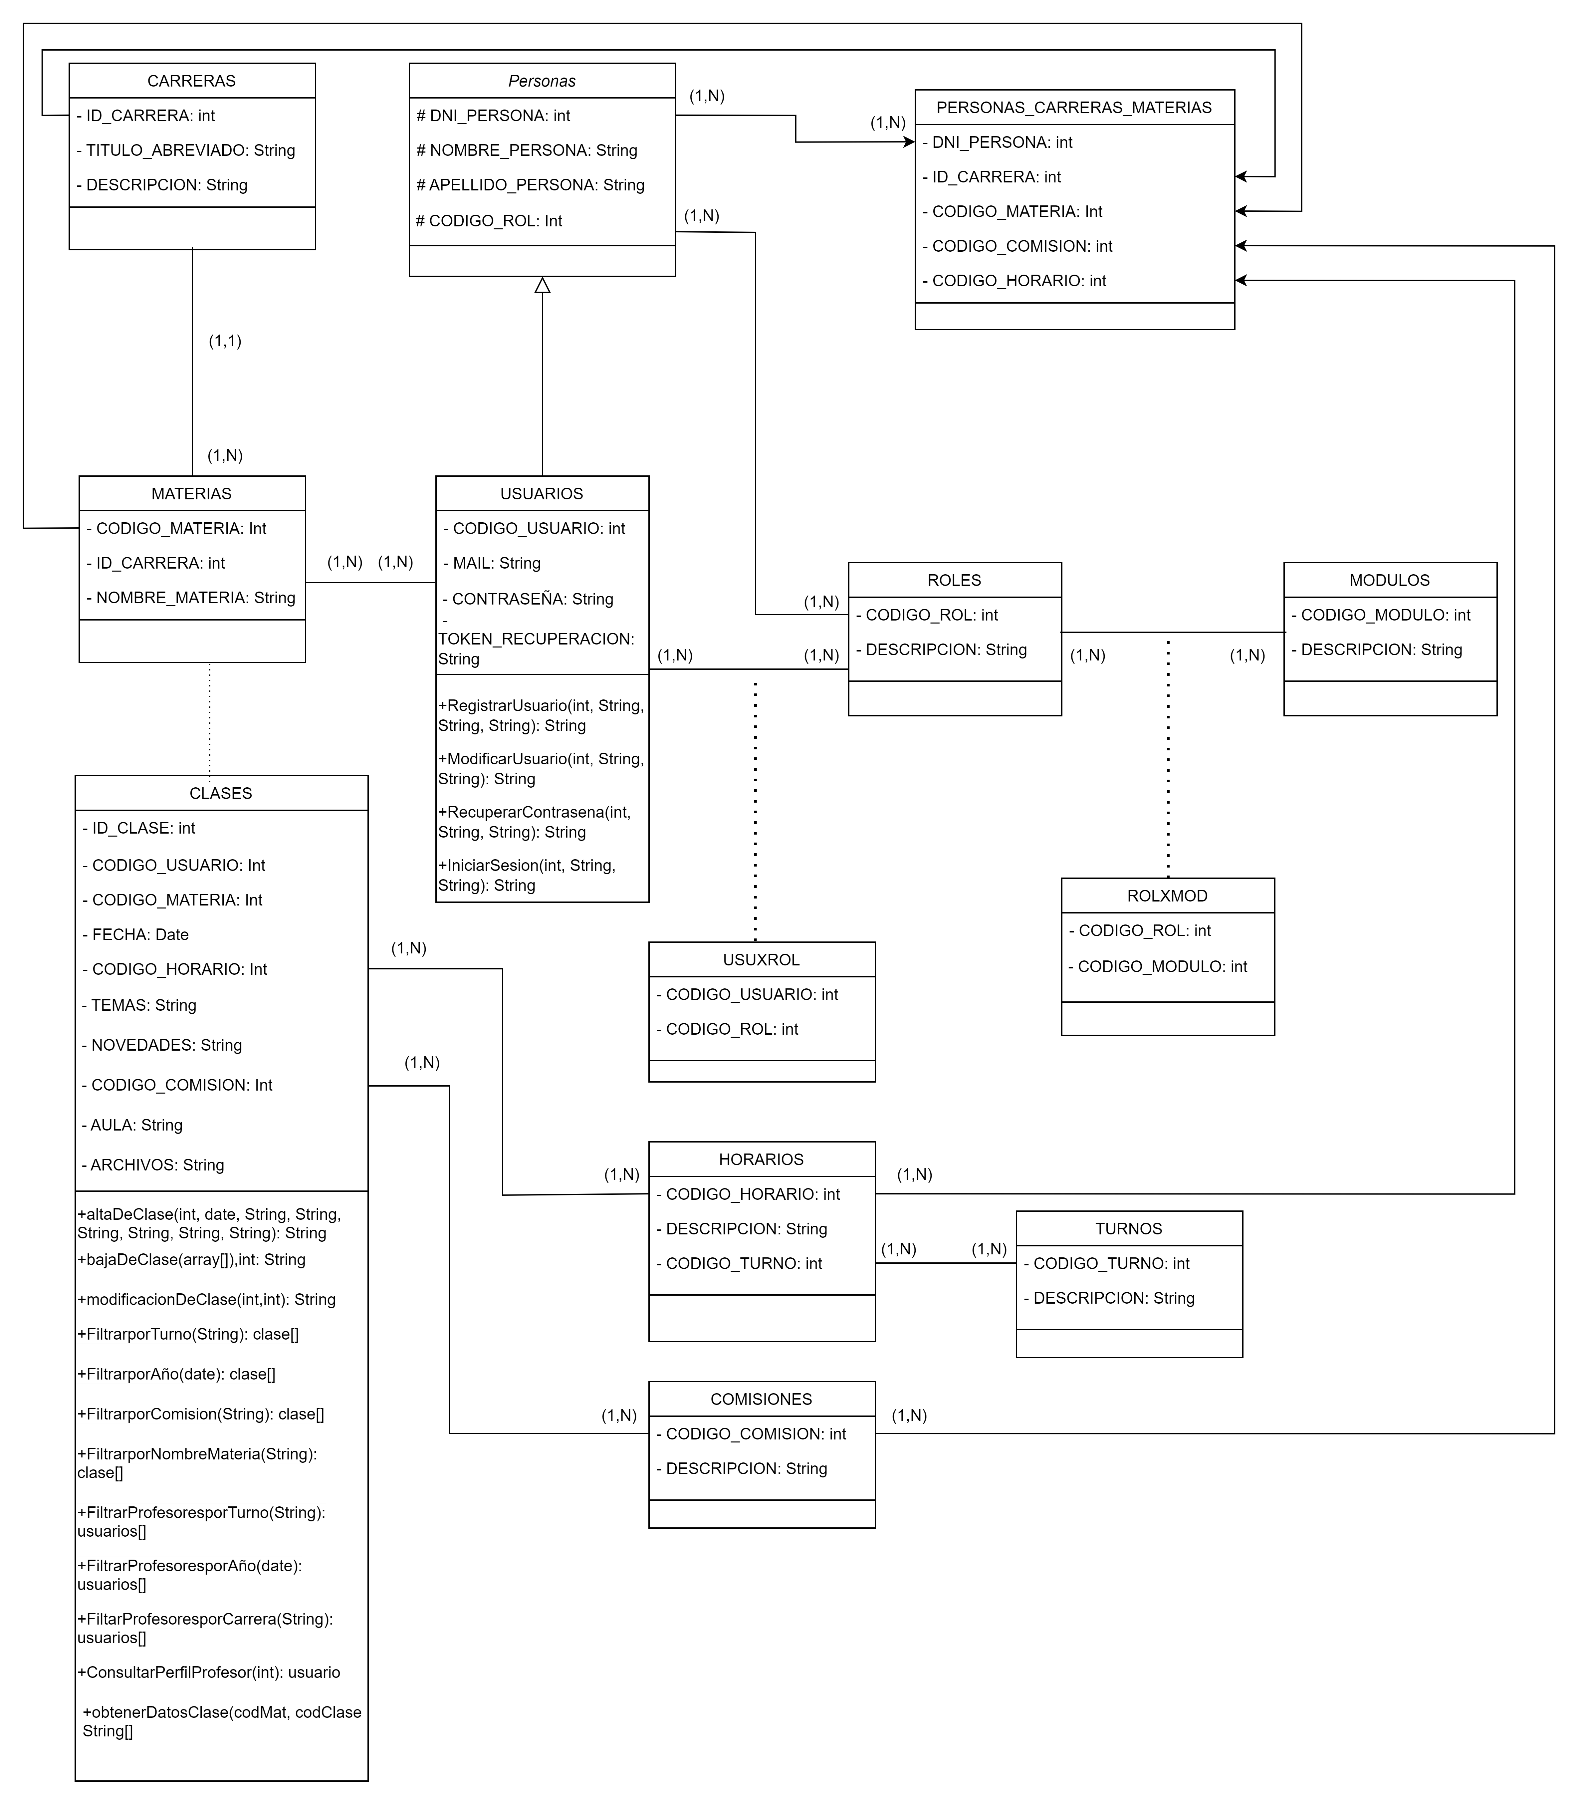 CARRERAS
- ID_CARRERA: int
- TITULO_ABREVIADO: String
- DESCRIPCION: String
Personas
# DNI_PERSONA: int
# NOMBRE_PERSONA: String
# APELLIDO_PERSONA: String
# CODIGO_ROL: Int
(1,N)
(1,N)
(1,N)
PERSONAS_CARRERAS_MATERIAS
- DNI_PERSONA: int
- ID_CARRERA: int
- CODIGO_MATERIA: Int
- CODIGO_COMISION: int
- CODIGO_HORARIO: int
(1,1)
(1,N)
MATERIAS
- CODIGO_MATERIA: Int
- ID_CARRERA: int
- NOMBRE_MATERIA: String
(1,N)
(1,N)
USUARIOS
- CODIGO_USUARIO: int
- MAIL: String
- CONTRASEÑA: String
-
TOKEN_RECUPERACION:
String
+RegistrarUsuario(int, String,
String, String): String
+ModificarUsuario(int, String,
String): String
+RecuperarContrasena(int,
String, String): String
+IniciarSesion(int, String,
String): String
(1,N)
(1,N)
(1,N)
ROLES
- CODIGO_ROL: int
- DESCRIPCION: String
(1,N)
(1,N)
MODULOS
- CODIGO_MODULO: int
- DESCRIPCION: String
CLASES
- ID_CLASE: int
- CODIGO_USUARIO: Int
- CODIGO_MATERIA: Int
- FECHA: Date
- CODIGO_HORARIO: Int
- TEMAS: String
- NOVEDADES: String
- CODIGO_COMISION: Int
- AULA: String
- ARCHIVOS: String
+altaDeClase(int, date, String, String,
String, String, String, String): String
+bajaDeClase(array[]),int: String
+modificacionDeClase(int,int): String
+FiltrarporTurno(String): clase[]
+FiltrarporAño(date): clase[]
+FiltrarporComision(String): clase[]
+FiltrarporNombreMateria(String):
clase[]
+FiltrarProfesoresporTurno(String):
usuarios[]
+FiltrarProfesoresporAño(date):
usuarios[]
+FiltarProfesoresporCarrera(String):
usuarios[]
+ConsultarPerfilProfesor(int): usuario
+obtenerDatosClase(codMat, codClase
String[]
(1,N)
(1,N)
USUXROL
- CODIGO_USUARIO: int
- CODIGO_ROL: int
ROLXMOD
- CODIGO_ROL: int
- CODIGO_MODULO: int
(1,N)
HORARIOS
- CODIGO_HORARIO: int
- DESCRIPCION: String
- CODIGO_TURNO: int
(1,N)
(1,N)
(1,N)
TURNOS
- CODIGO_TURNO: int
- DESCRIPCION: String
(1,N)
COMISIONES
- CODIGO_COMISION: int
- DESCRIPCION: String
(1,N)